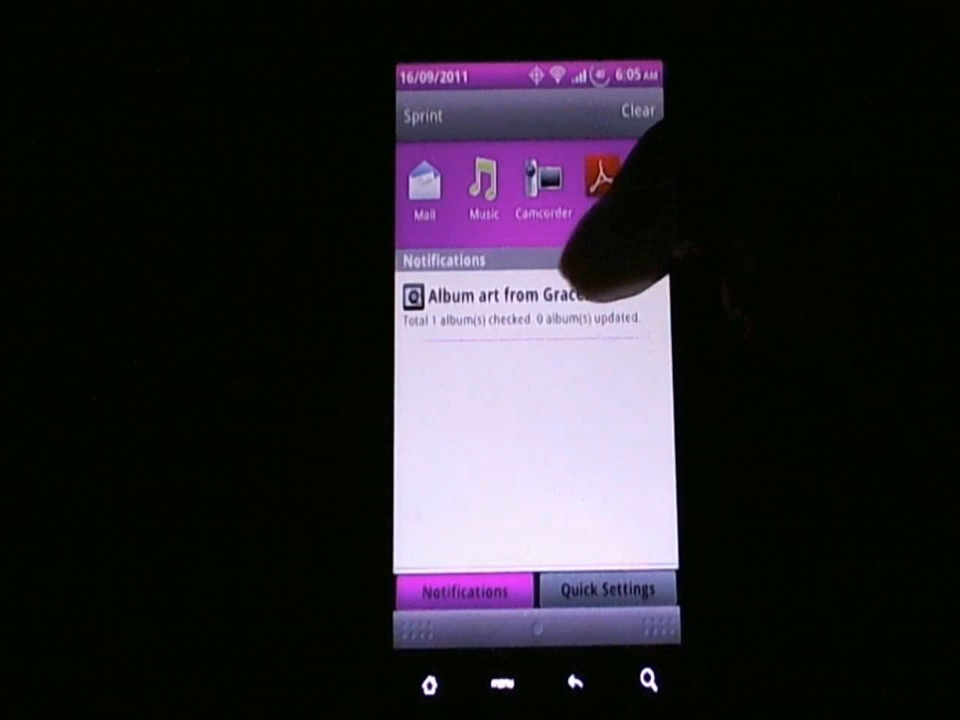 16/09/2011 6:05 AM
Sprint Clear
Mail Music Camcorder
Notifications
Album art from
Total 1 album(s) checked. 0 album(s) updated.
Notifications Quick Settings
menu